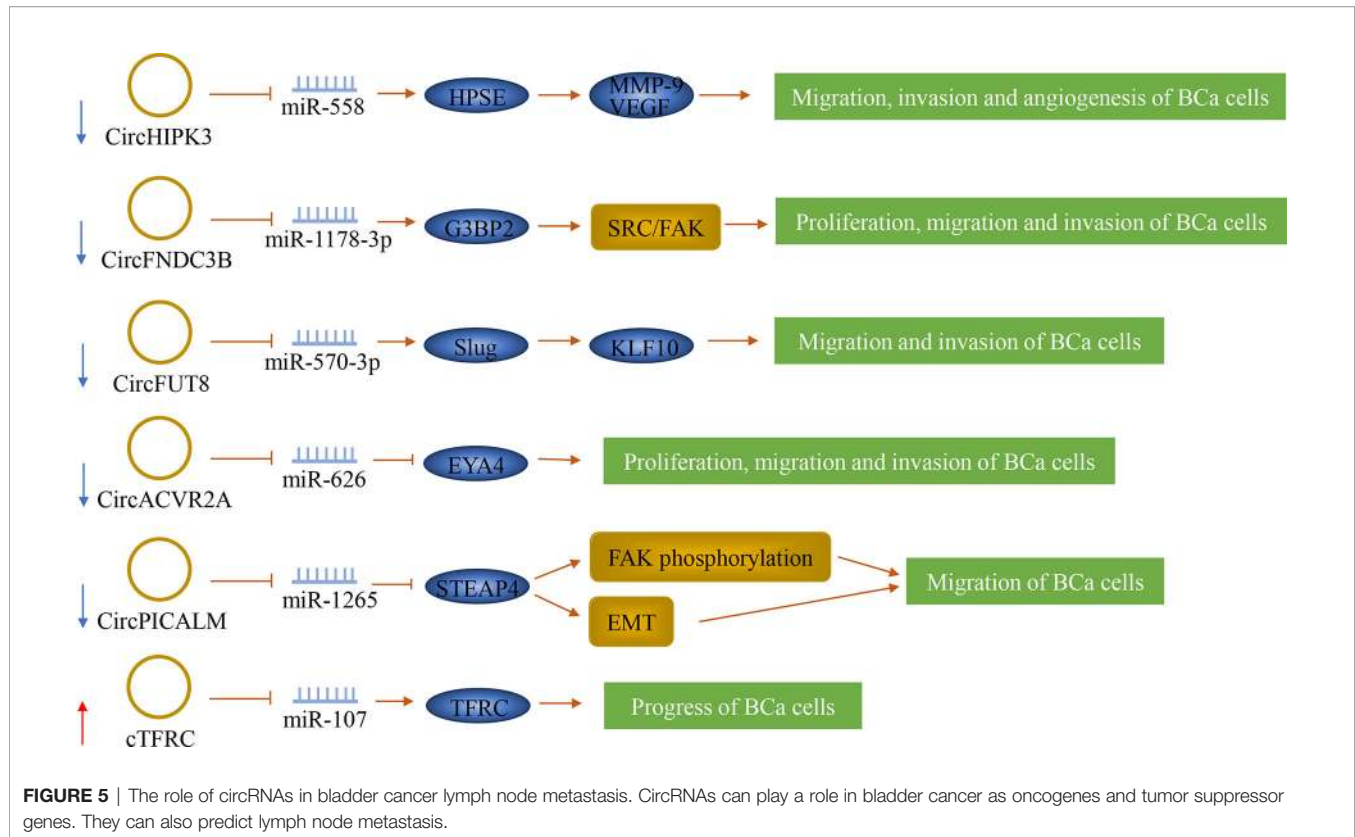 CircHIPK3
miR-558
HPSE
MMP-9
VEGF
Migration, invasion and angiogenesis of BCa cells
CircFNDC3B
miR-1178-3p
G3BP2
SRC/FAK
Proliferation, migration and invasion of BCa cells
CircFUT8
miR-570-3p
Slug
KLF10
Migration and invasion of BCa cells
CircACVR2A
miR-626
EYA4
Proliferation, migration and invasion of BCa cells
CircPICALM
miR-1265
STEAP4
FAK phosphorylation
EMT
Migration of BCa cells
cTFRC
miR-107
TFRC
Progress of BCa cells
FIGURE 5 | The role of circRNAs in bladder cancer lymph node metastasis. CircRNAs can play a role in bladder cancer as oncogenes and tumor suppressor
genes. They can also predict lymph node metastasis.